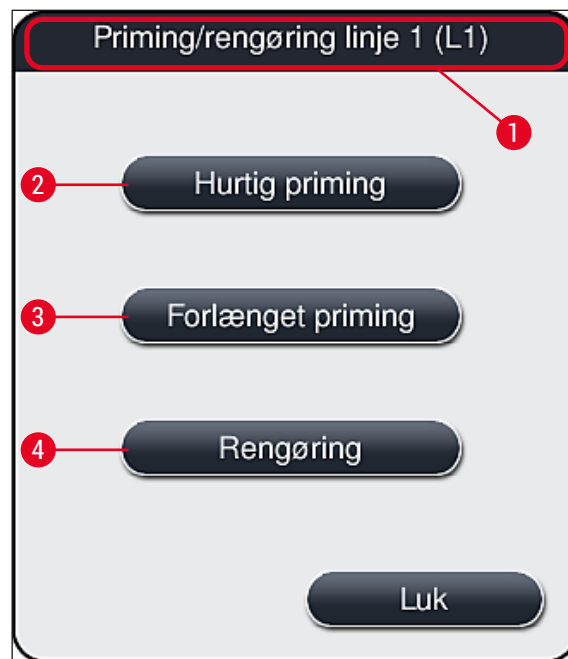 Priming/rengøring linje 1 (L1)
1
2 Hurtig priming
3 Forlænget priming
4 Rengøring
Luk